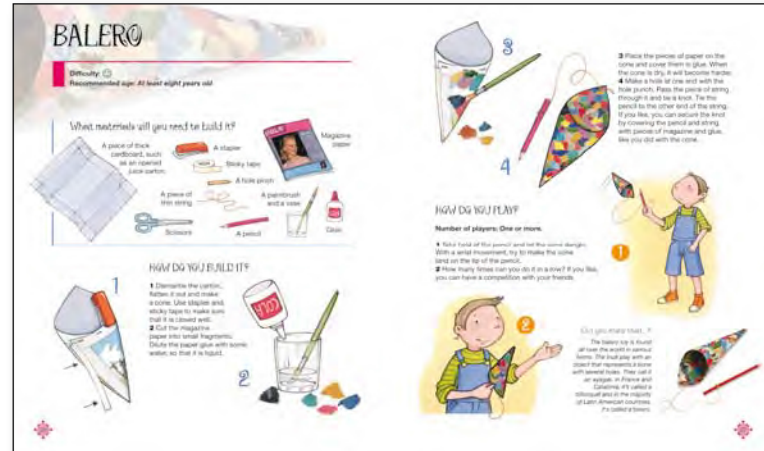 BALERO
Difficulty:
Recommended age: At least eight years old
What materials will you need to build it?
A piece of thick
cardboard, such
as an opened
juice carton.
A stapler
Sticky tape
A hole punch
A piece of
thin string
Scissors
A pencil
Magazine
paper
A paintbrush
and a vase
Glue
HOW DO YOU BUILD IT?
1 Dismantle the carton,
flatten it out and make
a cone. Use staples and
sticky tape to make sure
that it is closed well.
2 Cut the magazine
paper into small fragments.
Dilute the paper glue with some
water, so that it is liquid.
1
2
3
4
3 Place the pieces of paper on the
cone and cover them in glue. When
the cone is dry, it will become harder.
4 Make a hole at one end with the
hole punch. Pass the piece of string
through it and tie a knot. Tie the
pencil to the other end of the string.
If you like, you can secure the knot
by covering the pencil and string
with pieces of magazine and glue,
like you did with the cone.
HOW DO YOU PLAY?
Number of players: One or more.
1 Take hold of the pencil and let the cone dangle.
With a wrist movement, try to make the cone
land on the tip of the pencil.
2 How many times can you do it in a row? If you like,
you can have a competition with your friends.
1
2
Did you know that...?
The balero toy is found
all over the world in various
forms. The Inuit play with an
object that represents a bone
with several holes. They call it
an ajagak. In France and
Catalonia, it's called a
bilboquet and in the majority
of Latin American countries,
it's called a balero.